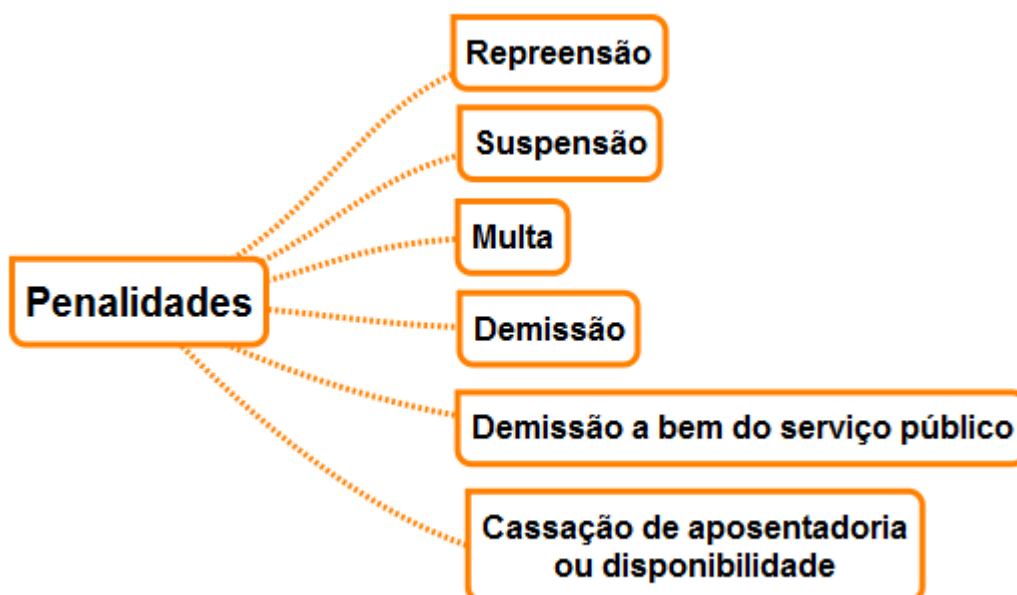 Penalidades
Repreensão
Suspensão
Multa
Demissão
Demissão a bem do serviço público
Cassação de aposentadoria
ou disponibilidade